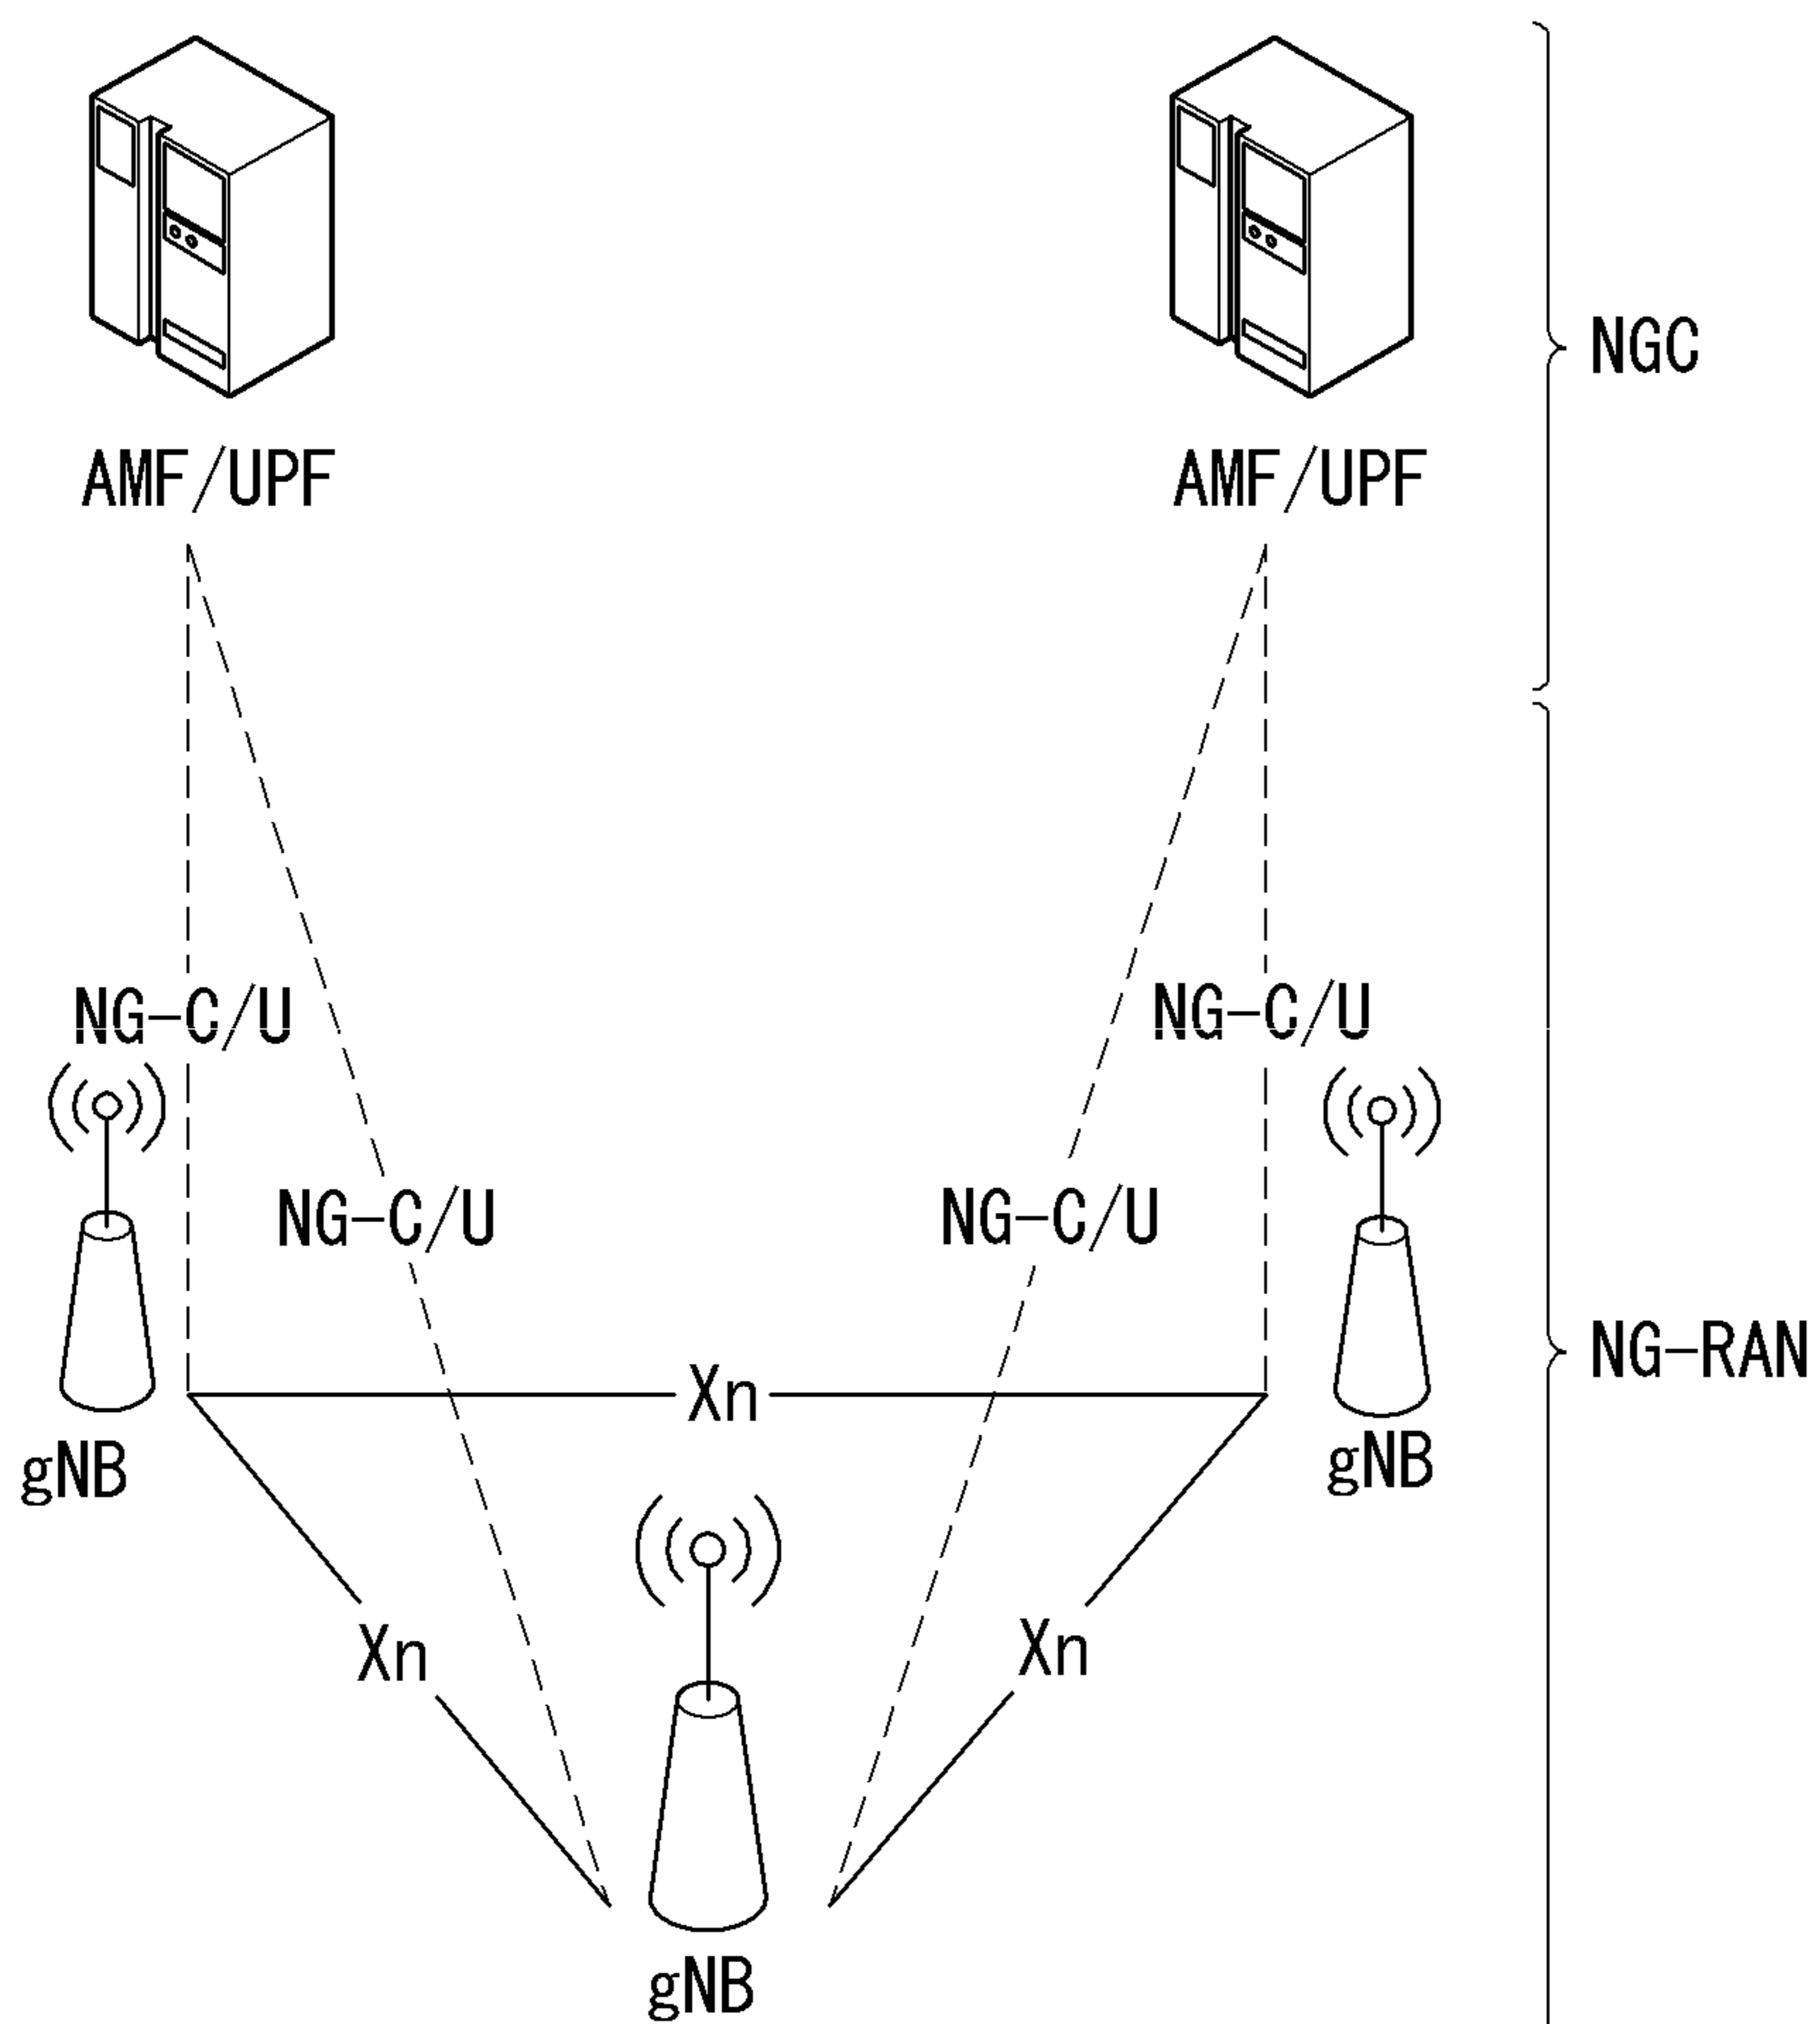 NGC
AMF/UPF
AMF/UPF
NG-C/U
NG-C/U
NG-C/U
NG-C/U
NG-RAN
Xn
gNB
gNB
Xn
Xn
gNB